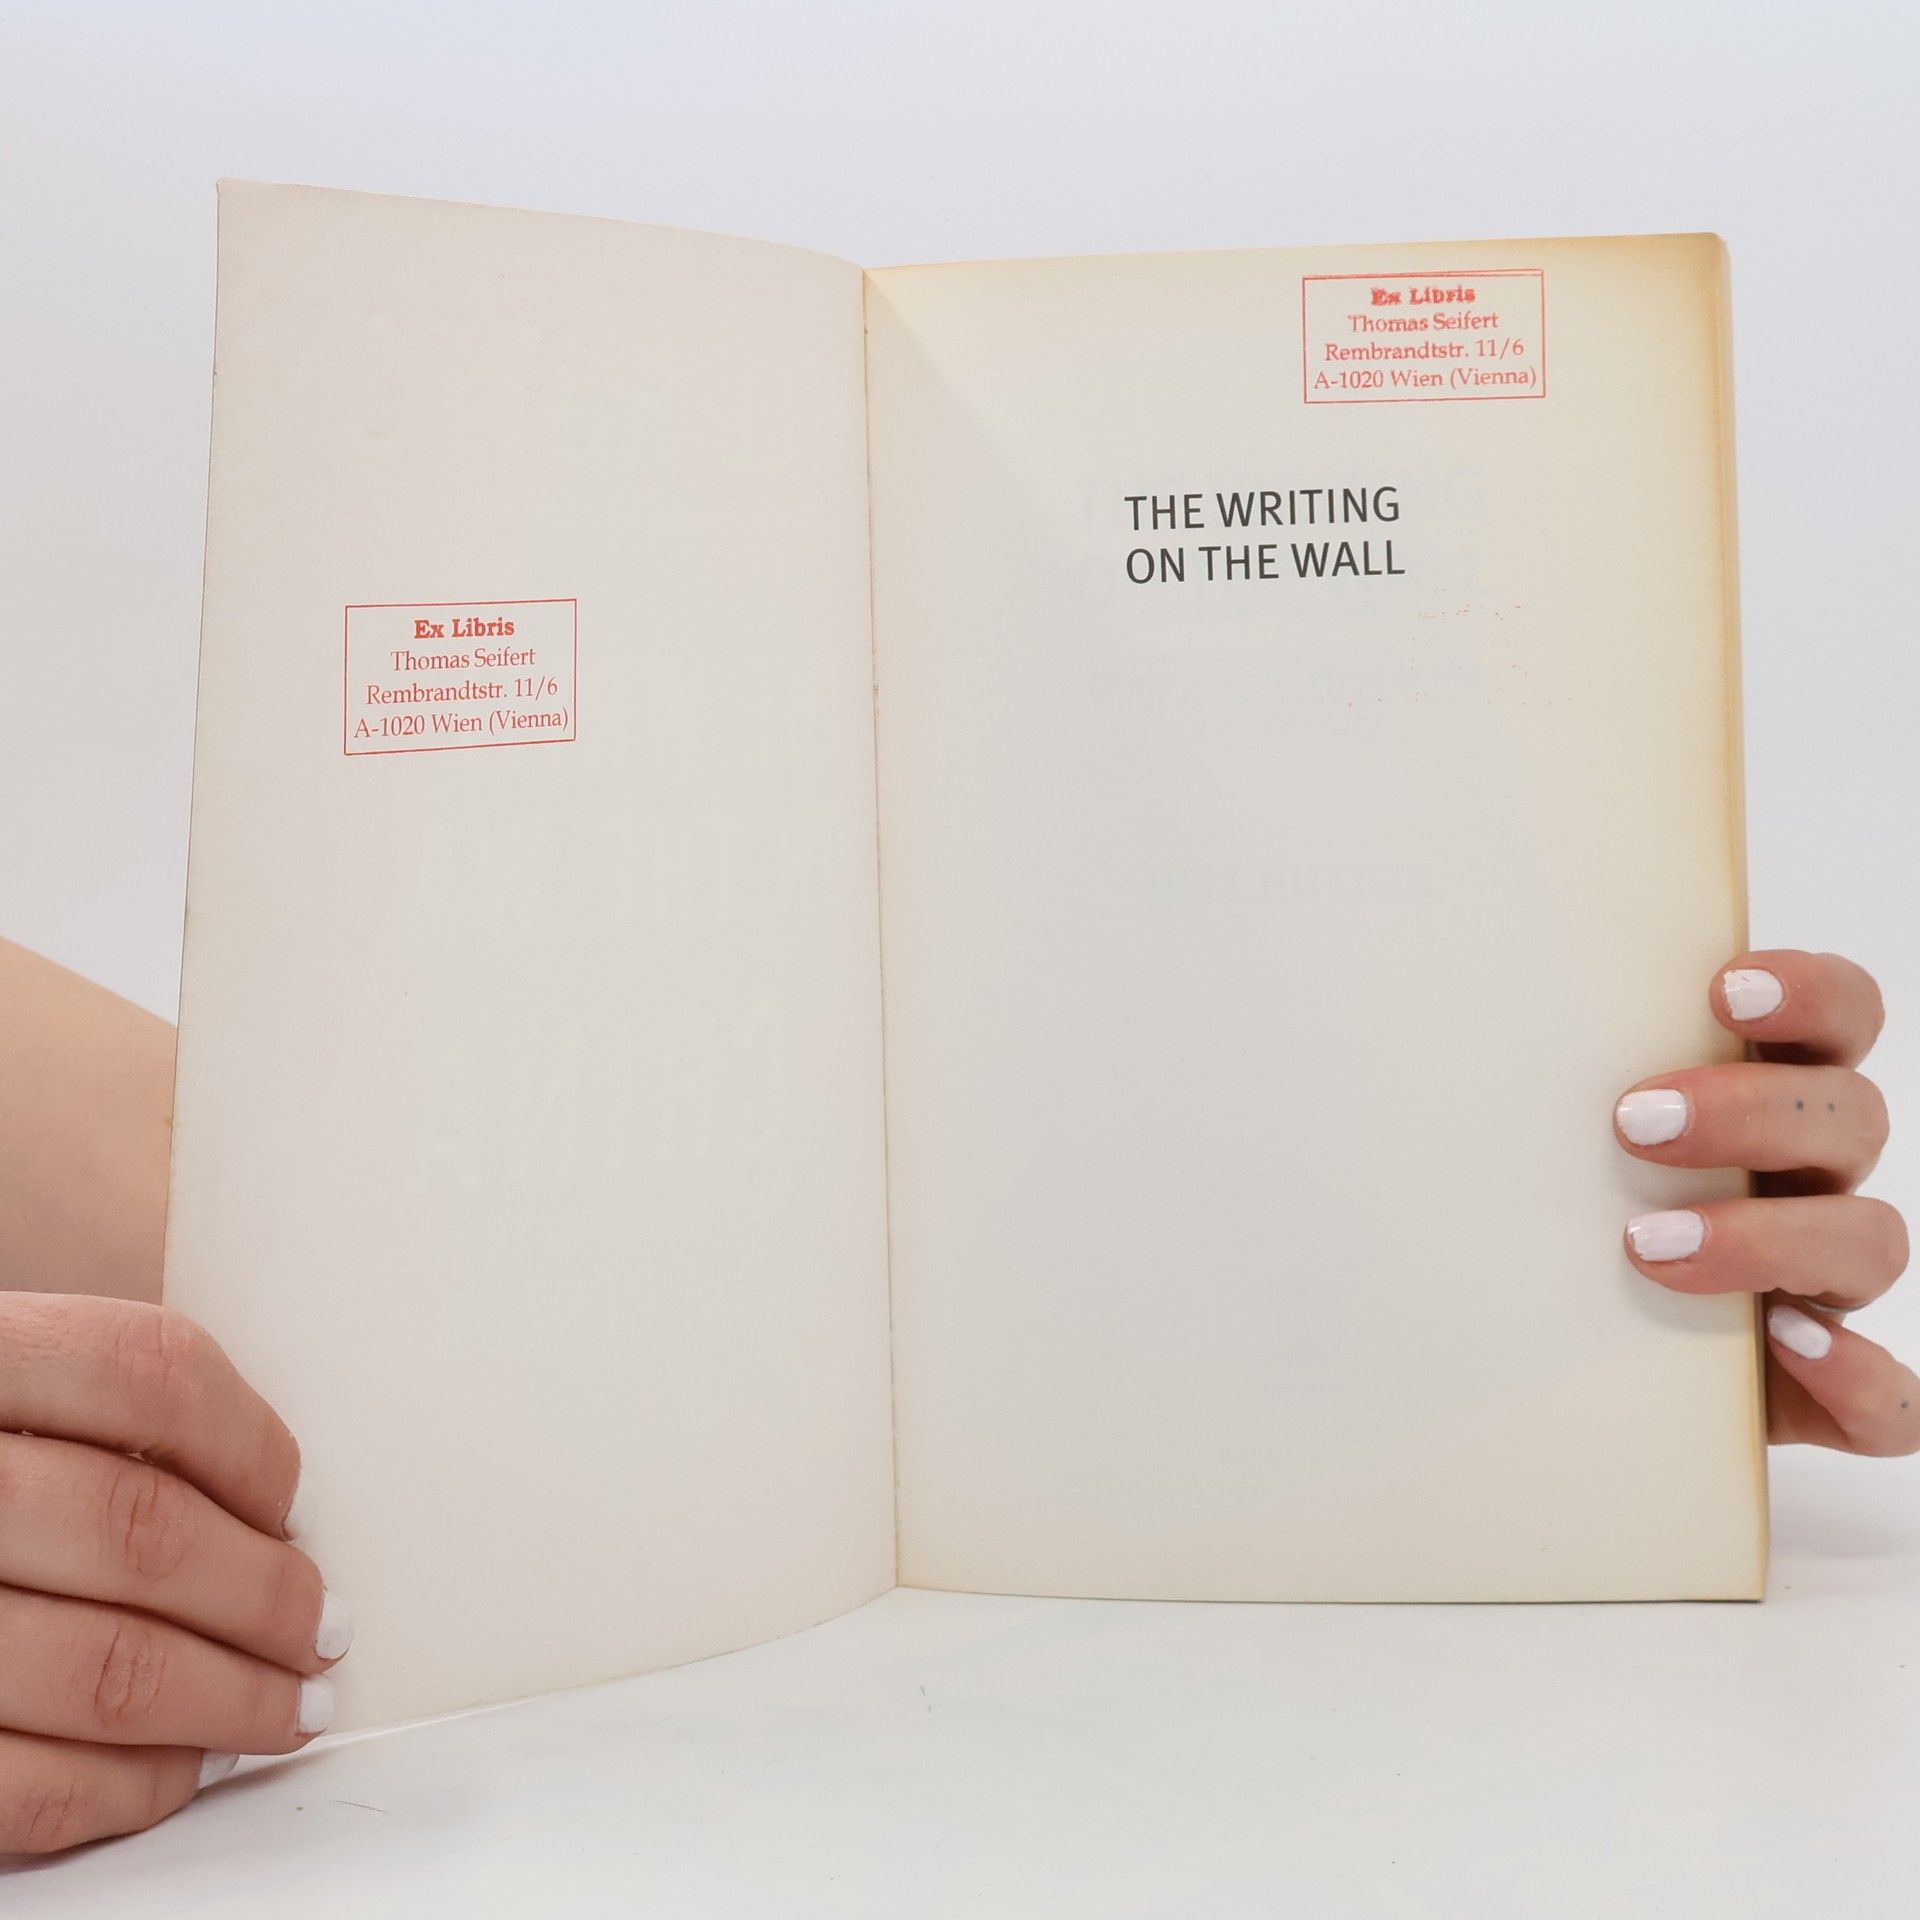 Ex Libris
Thomas Seifert
Rembrandtstr. 11/6
A-1020 Wien (Vienna)
Ex Libris
Thomas Seifert
Rembrandtstr. 11/6
A-1020 Wien (Vienna)
THE WRITING
ON THE WALL